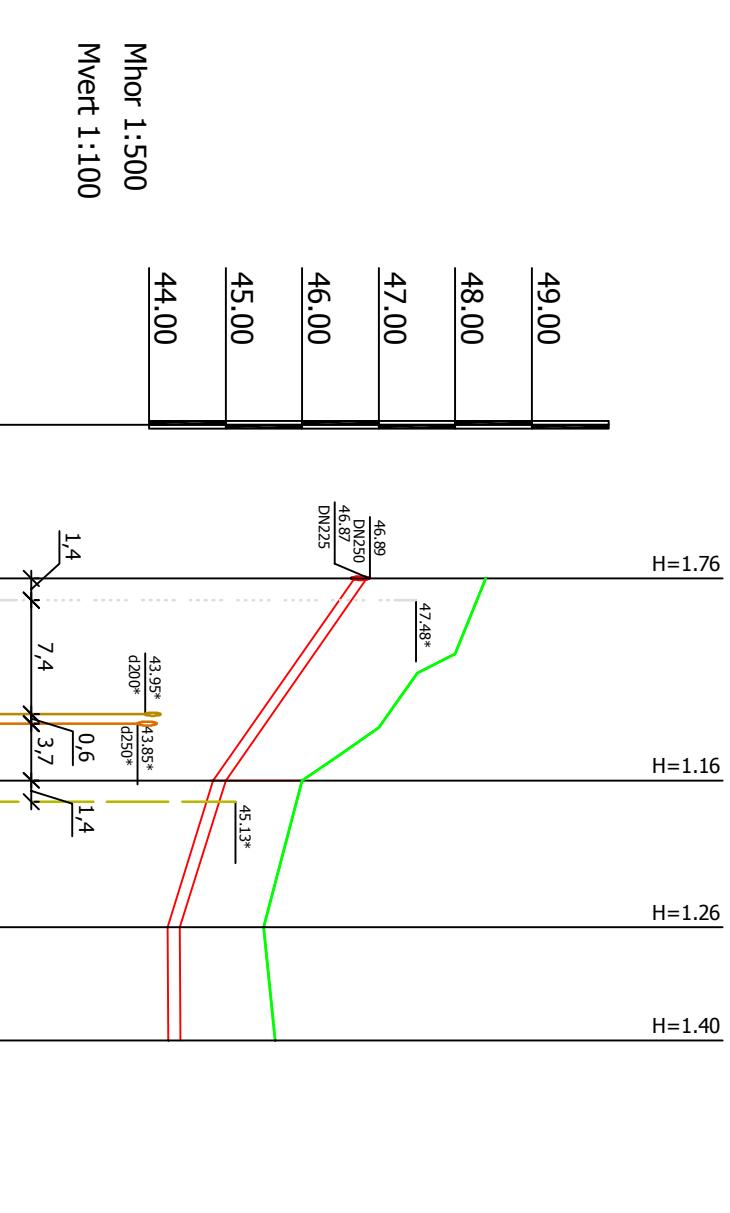 Mhor 1:500
Mvert 1:100
49.00
48.00
47.00
46.00
45.00
44.00
H=1.76
H=1.16
H=1.26
H=1.40
46.89
DN250
46.87
DN225
47.48*
43.95*
d200*
43.85*
d250*
45.13*
1,4
7,4
0,6
3,7
1,4